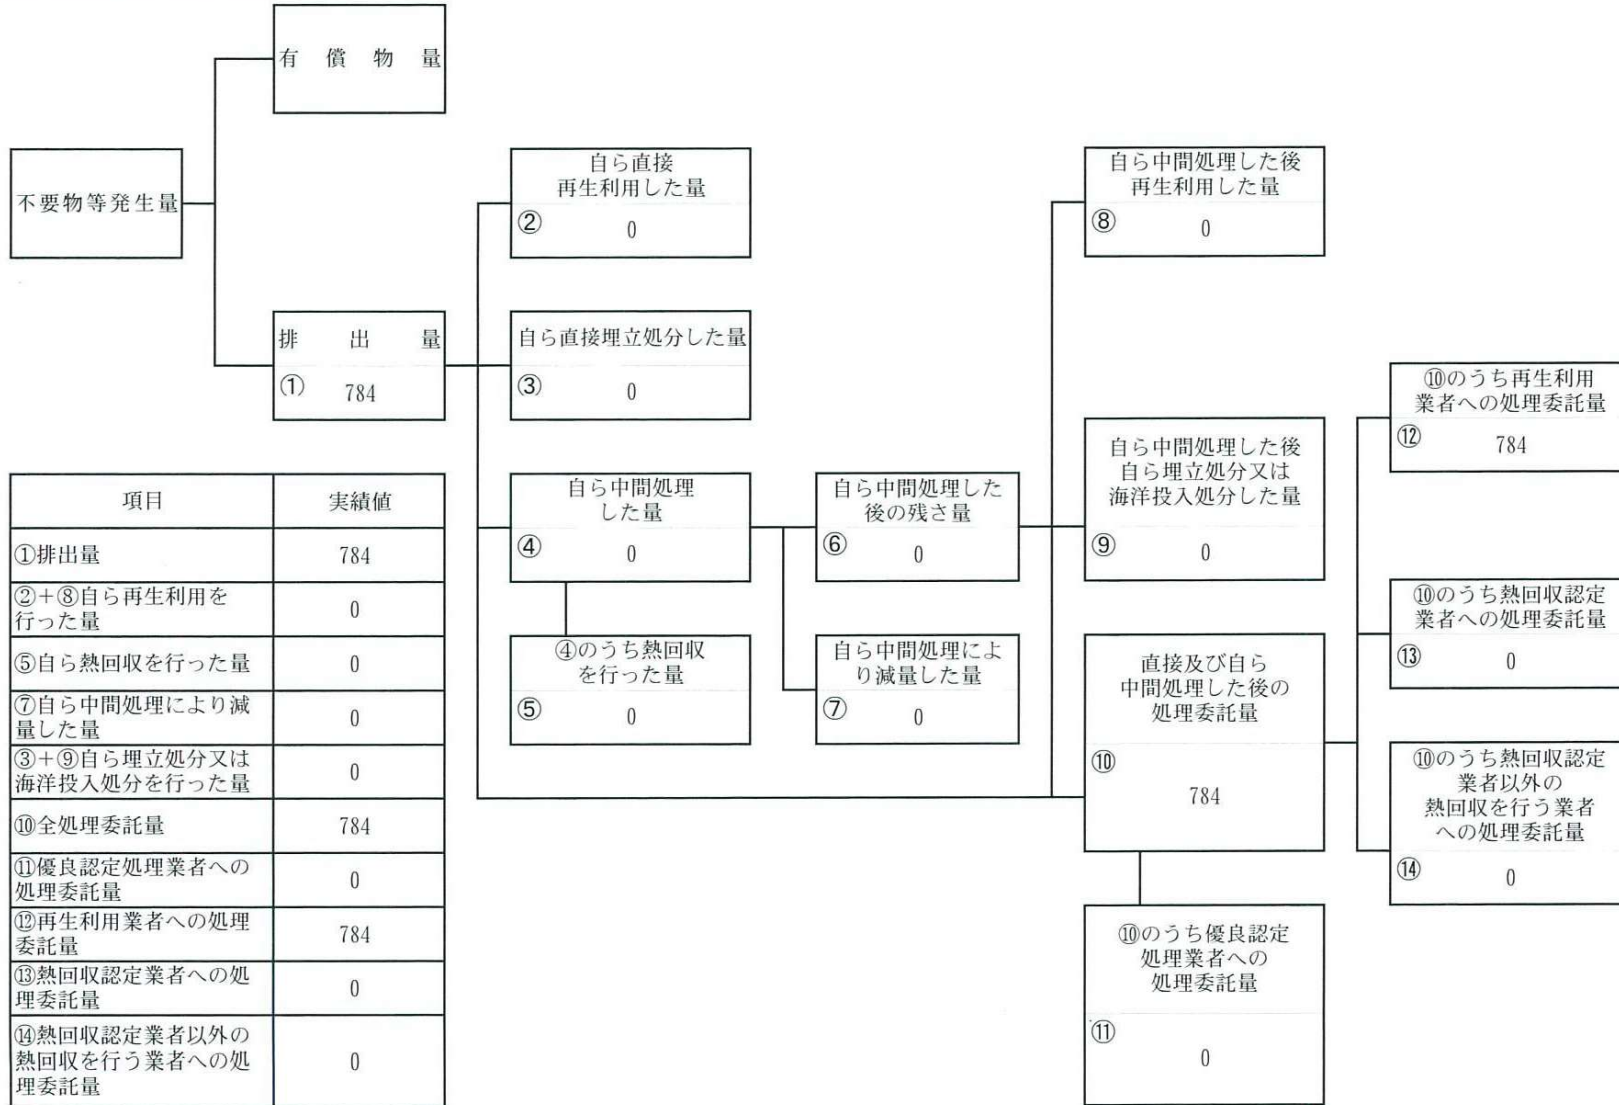 有償物量
不要物等発生量
排出量
① 784
自ら直接
再生利用した量
② 0
自ら直接埋立処分した量
③ 0
自ら中間処理
した量
④ 0
④のうち熱回収
を行った量
⑤ 0
自ら中間処理した
後の残さ量
⑥ 0
自ら中間処理によ
り減量した量
⑦ 0
自ら中間処理した後
再生利用した量
⑧ 0
自ら中間処理した後
自ら埋立処分又は
海洋投入処分した量
⑨ 0
直接及び自ら
中間処理した後の
処理委託量
⑩
784
⑩のうち優良認定
処理業者への
処理委託量
⑪
0
⑩のうち再生利用
業者への処理委託量
⑫ 784
⑩のうち熱回収認定
業者への処理委託量
⑬ 0
⑩のうち熱回収認定
業者以外の
熱回収を行う業者
への処理委託量
⑭ 0
項目 実績値
①排出量 784
②+⑧自ら再生利用を
行った量 0
⑤自ら熱回収を行った量 0
⑦自ら中間処理により減
量した量 0
③+⑨自ら埋立処分又は
海洋投入処分を行った量 0
⑩全処理委託量 784
⑪優良認定処理業者への
処理委託量 0
⑫再生利用業者への処理
委託量 784
⑬熱回収認定業者への処
理委託量 0
⑭熱回収認定業者以外の
熱回収を行う業者への処
理委託量 0